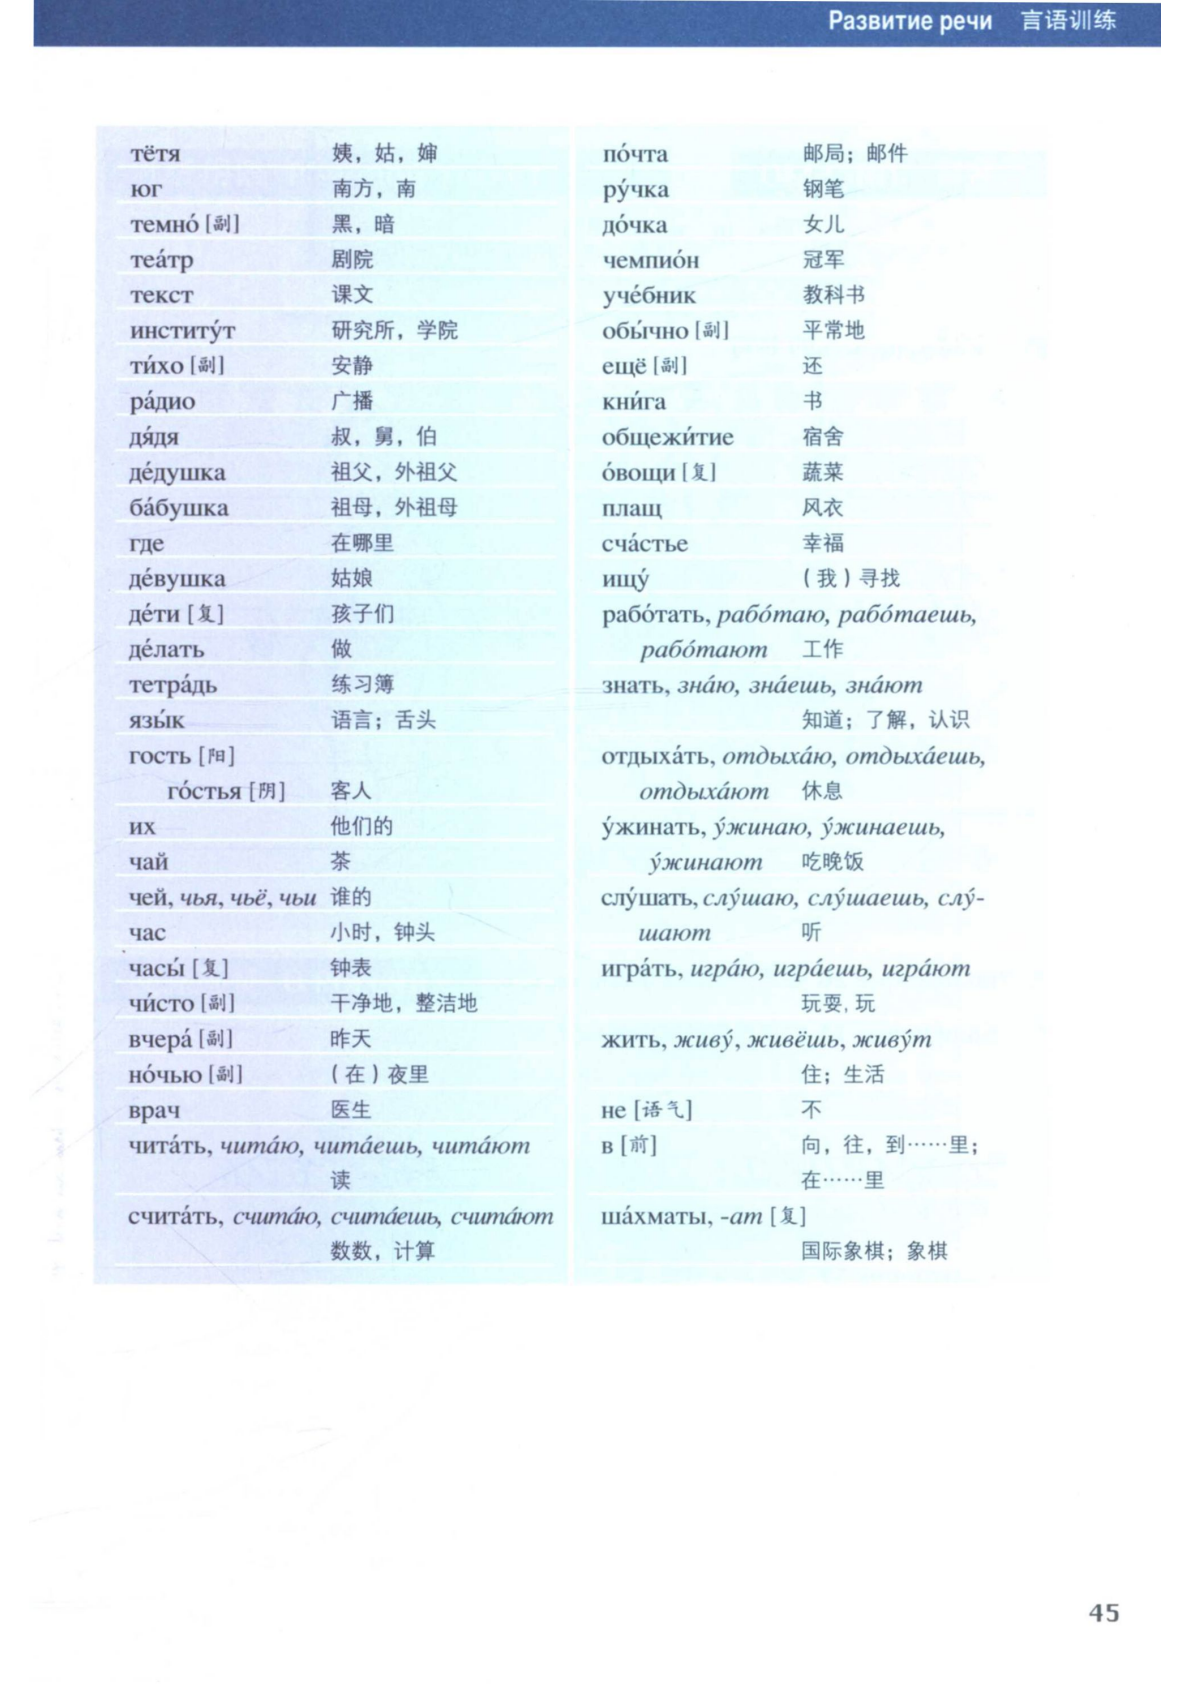 Развитие речи 言语训练
тётя 姨，姑，婶
юг 南方，南
темно́ [副] 黑，暗
теа́тр 剧院
текст 课文
институ́т 研究所，学院
ти́хо [副] 安静
ра́дио 广播
дя́дя 叔，舅，伯
де́душка 祖父，外祖父
ба́бушка 祖母，外祖母
где 在哪里
де́вушка 姑娘
де́ти [复] 孩子们
де́лать 做
тетра́дь 练习簿
язы́к 语言；舌头
гость [阳]
го́стья [阴] 客人
их 他们的
чай 茶
чей, чья, чьё, чьи 谁的
час 小时，钟头
часы́ [复] 钟表
чи́сто [副] 干净地，整洁地
вчера́ [副] 昨天
но́чью [副] （在）夜里
врач 医生
чита́ть, чита́ю, чита́ешь, чита́ют
读
счита́ть, счита́ю, счита́ешь, счита́ют
数数，计算
по́чта 邮局；邮件
ру́чка 钢笔
до́чка 女儿
чемпио́н 冠军
уче́бник 教科书
обы́чно [副] 平常地
ещё [副] 还
кни́га 书
общежи́тие 宿舍
о́вощи [复] 蔬菜
плащ 风衣
сча́стье 幸福
ищу́ （我）寻找
рабо́тать, рабо́таю, рабо́таешь,
рабо́тают 工作
знать, зна́ю, зна́ешь, зна́ют
知道；了解，认识
отдыха́ть, отдыха́ю, отдыха́ешь,
отдыха́ют 休息
у́жинать, у́жинаю, у́жинаешь,
у́жинают 吃晚饭
слу́шать, слу́шаю, слу́шаешь, слу́-
шают 听
игра́ть, игра́ю, игра́ешь, игра́ют
玩耍, 玩
жить, живу́, живёшь, живу́т
住；生活
не [语气] 不
в [前] 向，往，到……里；
在……里
ша́хматы, -ат [复]
国际象棋；象棋
45